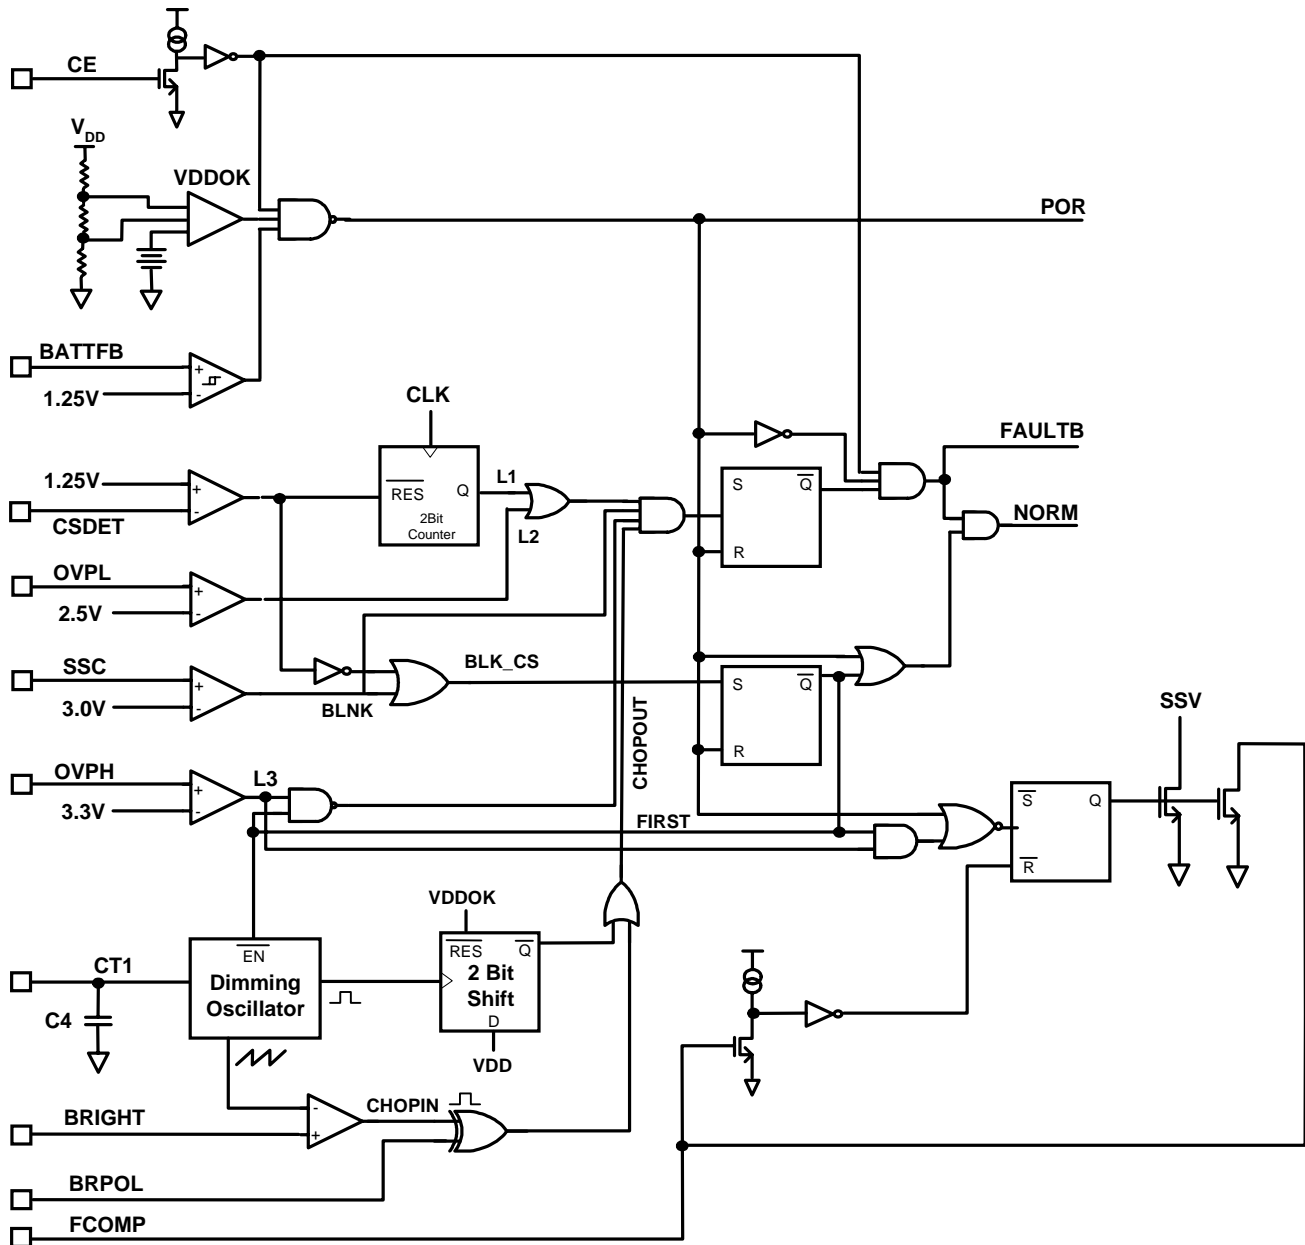 CE
V DD
VDDOK
POR
BATTFB
1.25V
CLK
FAULTB
1.25V
CSDET
RES
Q
2Bit
Counter
L1
L2
S
Q
R
NORM
OVPL
2.5V
SSC
3.0V
BLNK
BLK_CS
S
Q
R
CHOPOUT
SSV
OVPH
3.3V
L3
FIRST
S
Q
R
VDDOK
EN
Dimming
Oscillator
RES
Q
2 Bit
Shift
D
VDD
CT1
C4
BRIGHT
CHOPIN
BRPOL
FCOMP